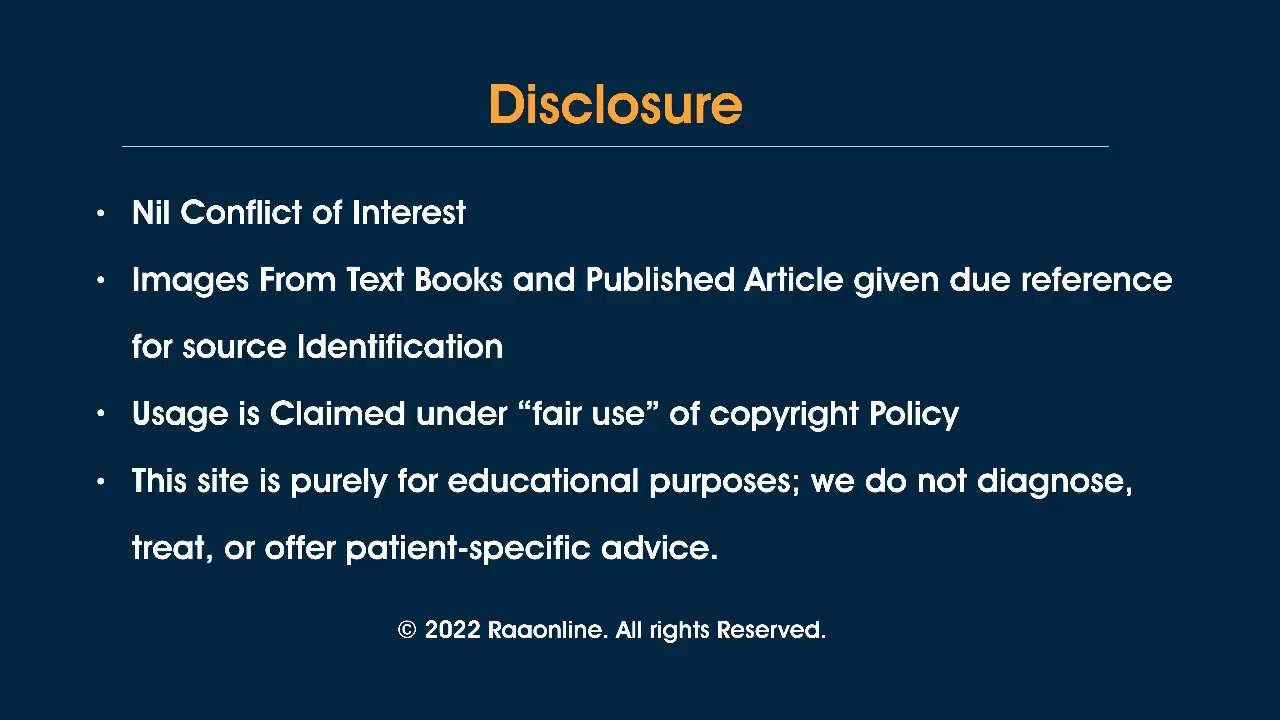 Disclosure
• Nil Conflict of Interest
• Images From Text Books and Published Article given due reference
for source Identification
• Usage is Claimed under “fair use” of copyright Policy
• This site is purely for educational purposes; we do not diagnose,
treat, or offer patient-specific advice.
© 2022 Raaonline. All rights Reserved.